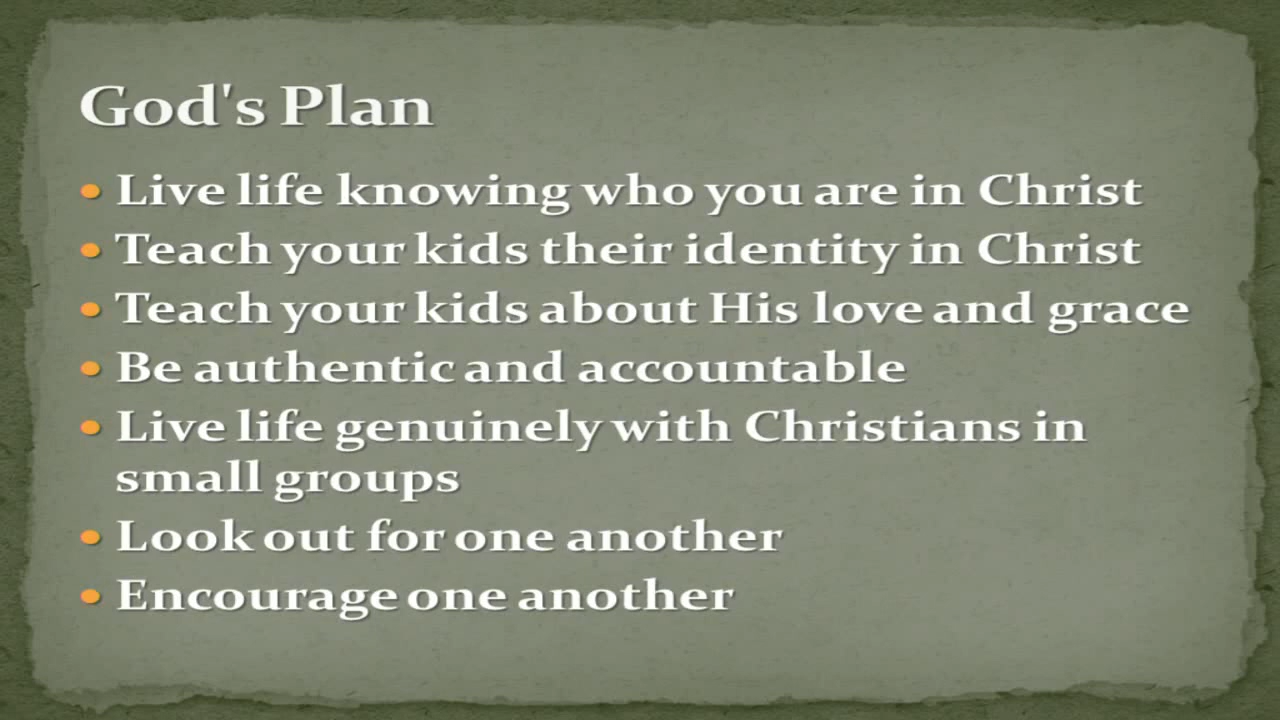 God's Plan
• Live life knowing who you are in Christ
• Teach your kids their identity in Christ
• Teach your kids about His love and grace
• Be authentic and accountable
• Live life genuinely with Christians in
small groups
• Look out for one another
• Encourage one another